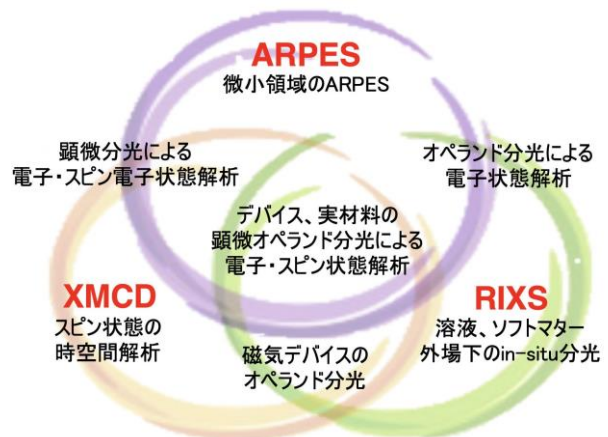 ARPES
微小領域のARPES
顕微分光による
電子・スピン電子状態解析
オペランド分光による
電子状態解析
デバイス、実材料の
顕微オペランド分光による
電子・スピン状態解析
XMCD
スピン状態の
時空間解析
RIXS
溶液、ソフトマター
外場下のin-situ分光
磁気デバイスの
オペランド分光